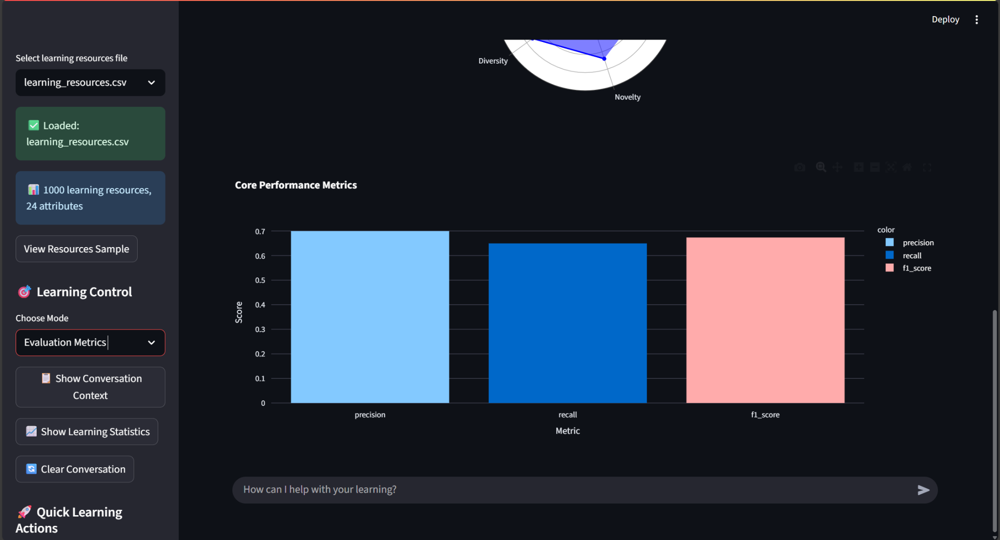 Deploy
Select learning resources file
learning_resources.csv
Loaded:
learning_resources.csv
1000 learning resources,
24 attributes
View Resources Sample
Learning Control
Choose Mode
Evaluation Metrics
Show Conversation
Context
Show Learning Statistics
Clear Conversation
Quick Learning
Actions
Diversity
Novelty
Core Performance Metrics
Score
0.7
0.6
0.5
0.4
0.3
0.2
0.1
0
precision
recall
f1_score
Metric
color
precision
recall
f1_score
How can I help with your learning?